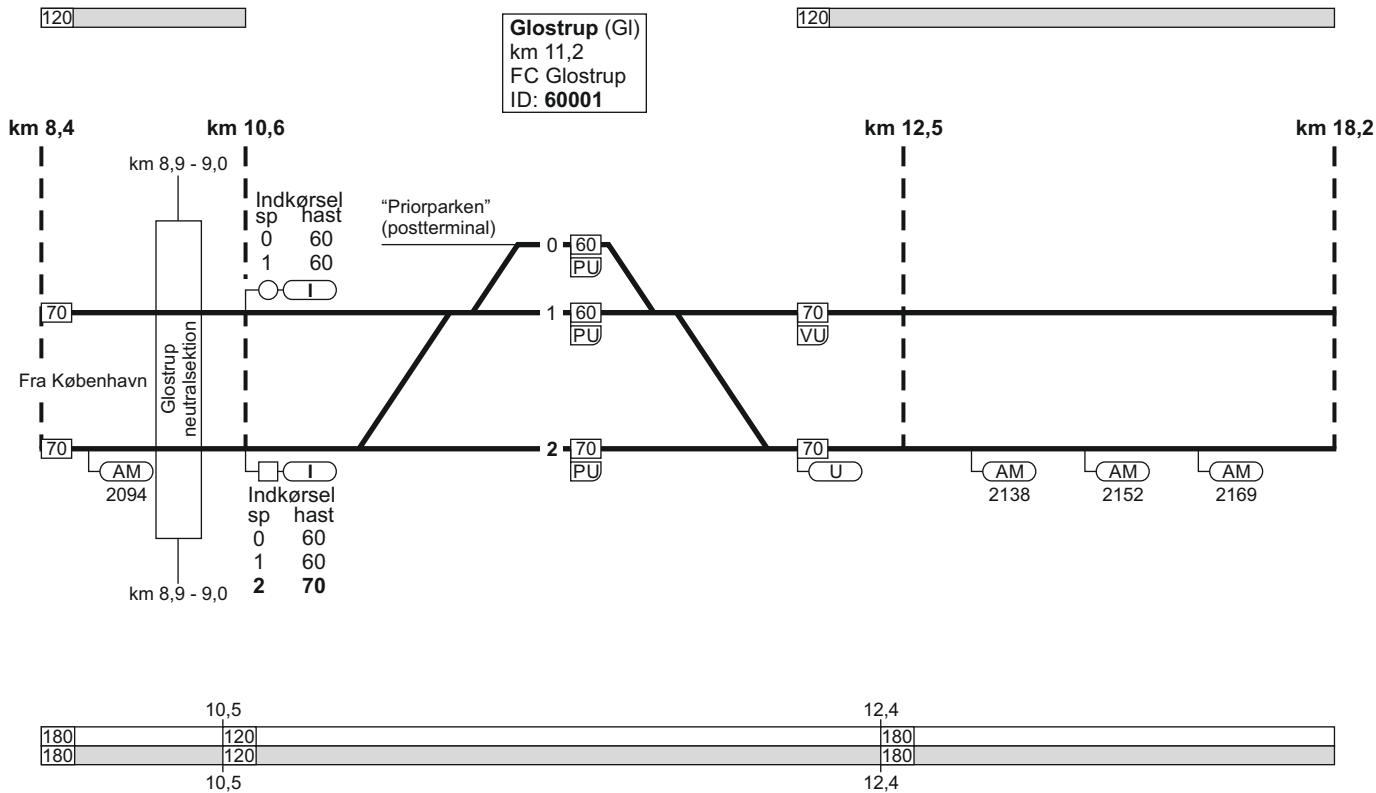 120
120
Glostrup (Gl)
km 11,2
FC Glostrup
ID: 60001
km 8,4
km 10,6
km 12,5
km 18,2
km 8,9 - 9,0
Indkørsel
sp hast
0 60
1 60
I
"Priorparken"
(postterminal)
0 60
PU
70
1 60
PU
70
VU
Fra København
Glostrup
neutralsektion
70
AM
2094
I
Indkørsel
sp hast
0 60
1 60
2 70
2 70
PU
70
U
AM
2138
AM
2152
AM
2169
km 8,9 - 9,0
10,5
12,4
180
120
180
180
120
180
10,5
12,4